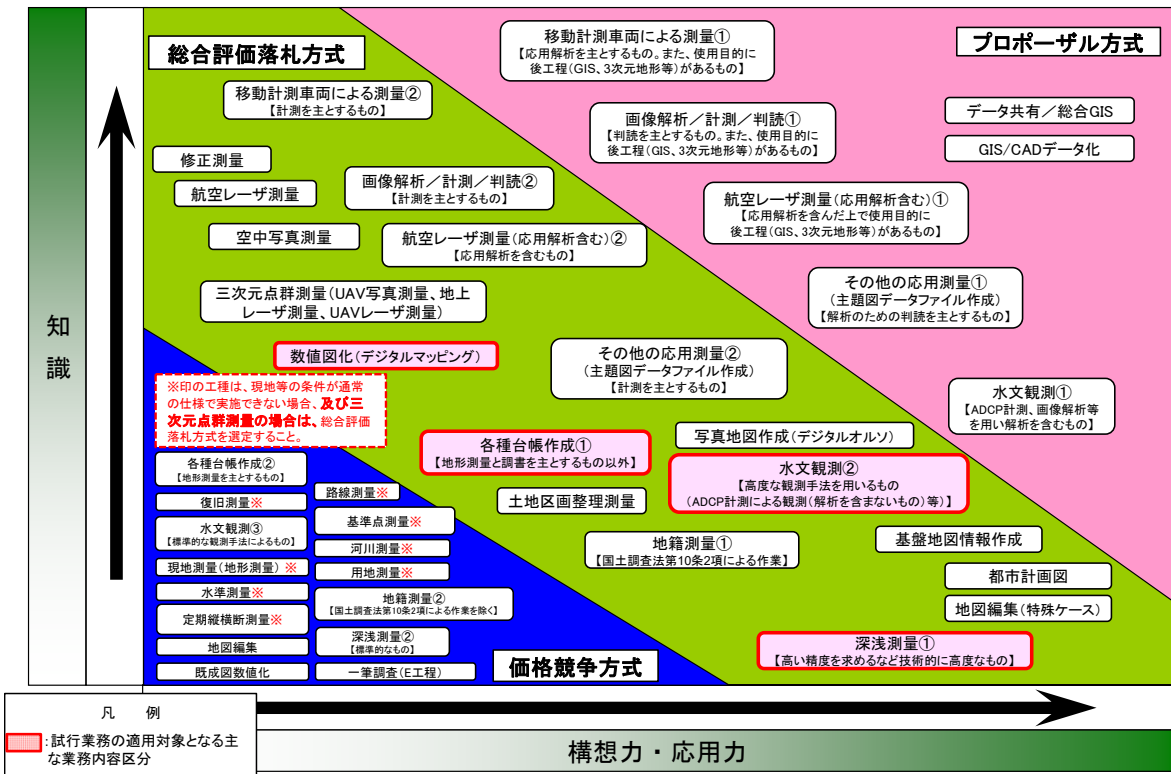 総合評価落札方式
プロポーザル方式
移動計測車両による測量①
【応用解析を主とするもの。また、使用目的に
後工程(GIS、3次元地形等)があるもの】
移動計測車両による測量②
【計測を主とするもの】
画像解析／計測／判読①
【判読を主とするもの。また、使用目的に
後工程(GIS、3次元地形等)があるもの】
データ共有／総合GIS
GIS/CADデータ化
修正測量
航空レーザ測量
画像解析／計測／判読②
【計測を主とするもの】
航空レーザ測量(応用解析含む)①
【応用解析を含んだ上で使用目的に
後工程(GIS、3次元地形等)があるもの】
空中写真測量
航空レーザ測量(応用解析含む)②
【応用解析を含むもの】
三次元点群測量(UAV写真測量、地上
レーザ測量、UAVレーザ測量)
その他の応用測量①
(主題図データファイル作成)
【解析のための判読を主とするもの】
知
識
数値図化(デジタルマッピング)
その他の応用測量②
(主題図データファイル作成)
【計測を主とするもの】
※印の工種は、現地等の条件が通常
の仕様で実施できない場合、及び三
次元点群測量の場合は、総合評価
落札方式を選定すること。
水文観測①
【ADCP計測、画像解析等
を用い解析を含むもの】
各種台帳作成①
【地形測量と調書を主とするもの以外】
写真地図作成(デジタルオルソ)
水文観測②
【高度な観測手法を用いるもの
(ADCP計測による観測(解析を含まないもの)等)】
土地区画整理測量
地籍測量①
【国土調査法第10条2項による作業】
基盤地図情報作成
都市計画図
地図編集(特殊ケース)
深浅測量①
【高い精度を求めるなど技術的に高度なもの】
各種台帳作成②
【地形測量を主とするもの】
復旧測量※
水文観測③
【標準的な観測手法によるもの】
現地測量(地形測量)※
水準測量※
定期縦横断測量※
地図編集
既成図数値化
路線測量※
基準点測量※
河川測量※
用地測量※
地籍測量②
【国土調査法第10条2項による作業を除く】
深浅測量②
【標準的なもの】
一筆調査(E工程)
価格競争方式
凡　例
:試行業務の適用対象となる主
な業務内容区分
構想力・応用力